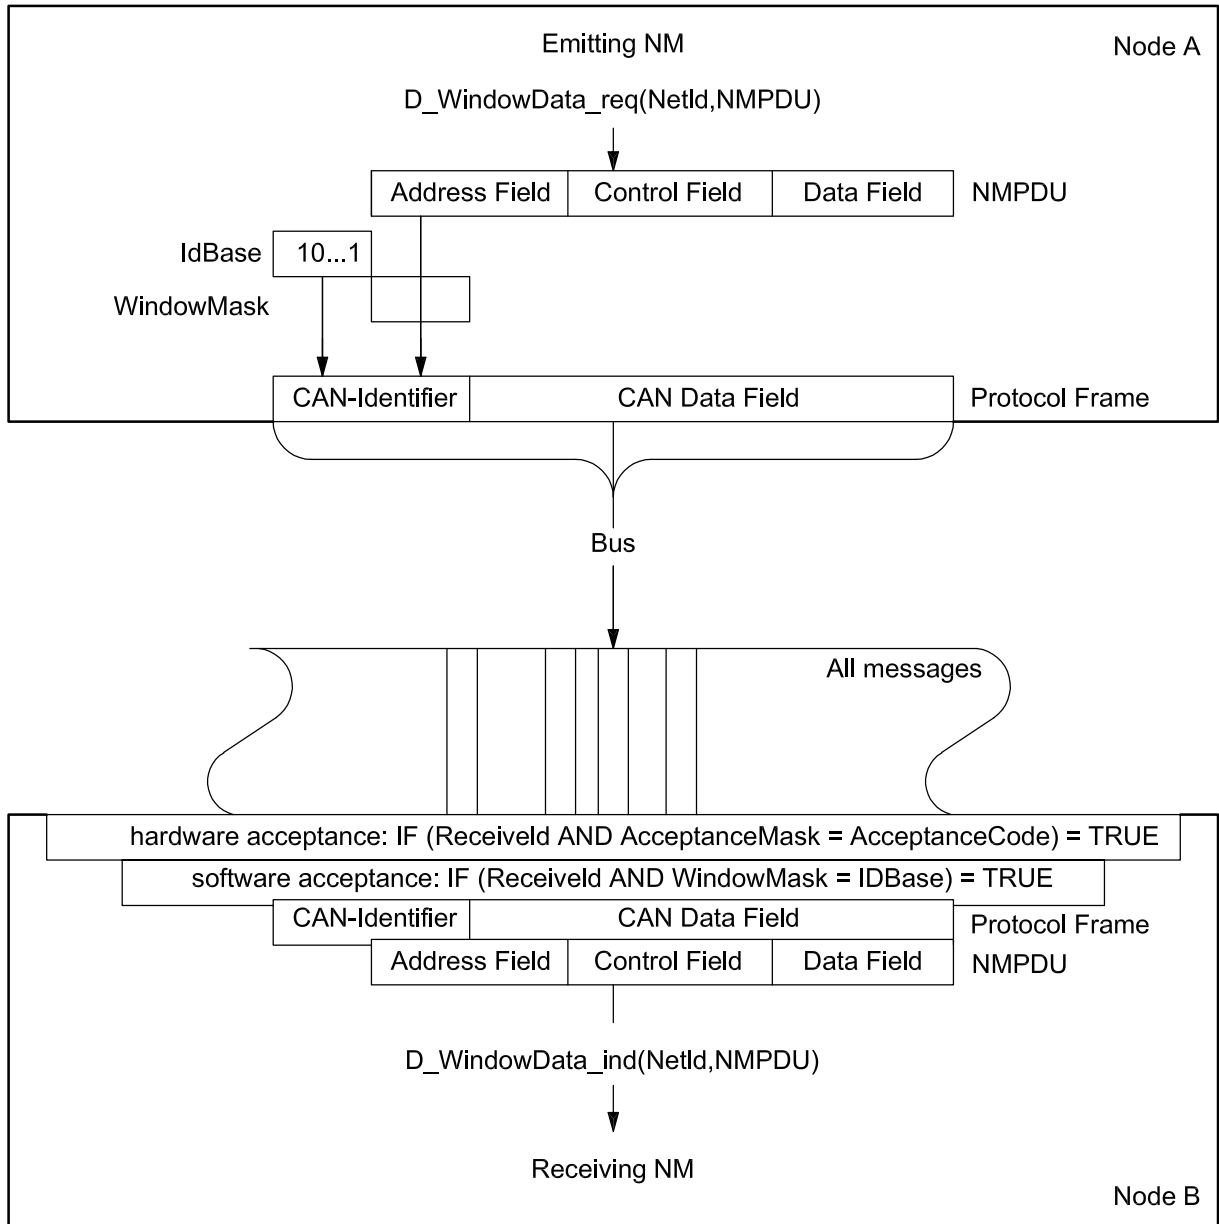 Emitting NM
Node A
D_WindowData_req(NetId,NMPDU)
Address Field Control Field Data Field NMPDU
IdBase 10...1
WindowMask
CAN-Identifier CAN Data Field Protocol Frame
Bus
All messages
hardware acceptance: IF (ReceiveId AND AcceptanceMask = AcceptanceCode) = TRUE
software acceptance: IF (ReceiveId AND WindowMask = IDBase) = TRUE
CAN-Identifier CAN Data Field Protocol Frame
Address Field Control Field Data Field NMPDU
D_WindowData_ind(NetId,NMPDU)
Receiving NM
Node B